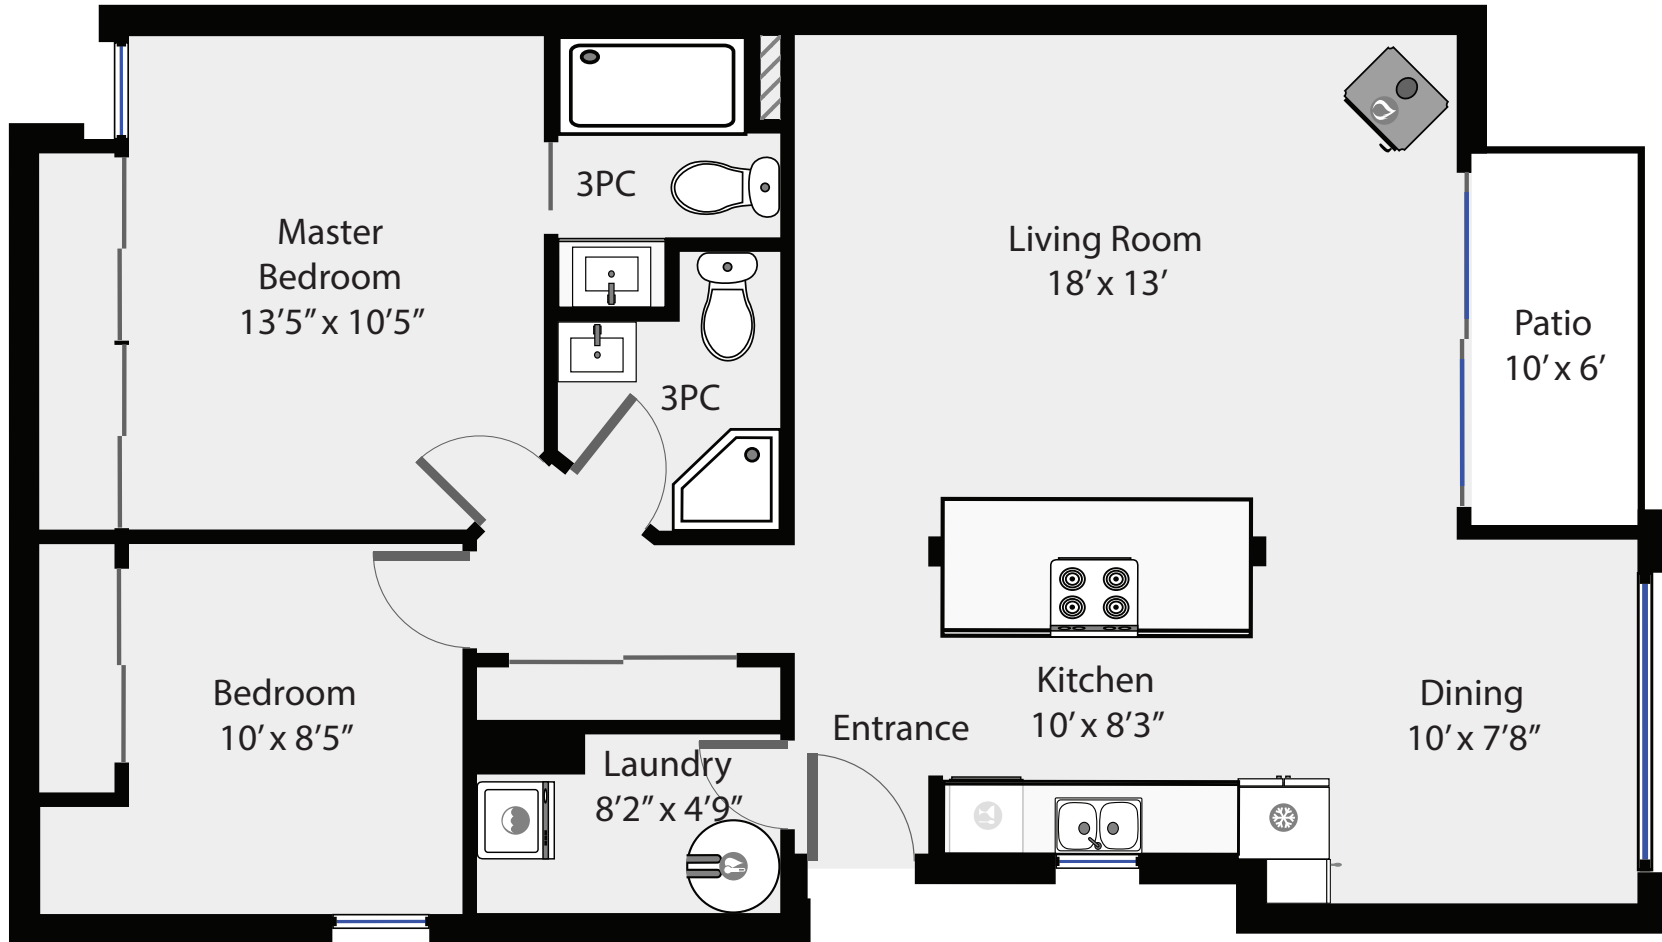 3PC
Master
Bedroom
13’5” x 10’5”
Living Room
18’ x 13’
Patio
10’ x 6’
3PC
Bedroom
10’ x 8’5”
Kitchen
10’ x 8’3”
Dining
10’ x 7’8”
Entrance
Laundry
8’2” x 4’9”